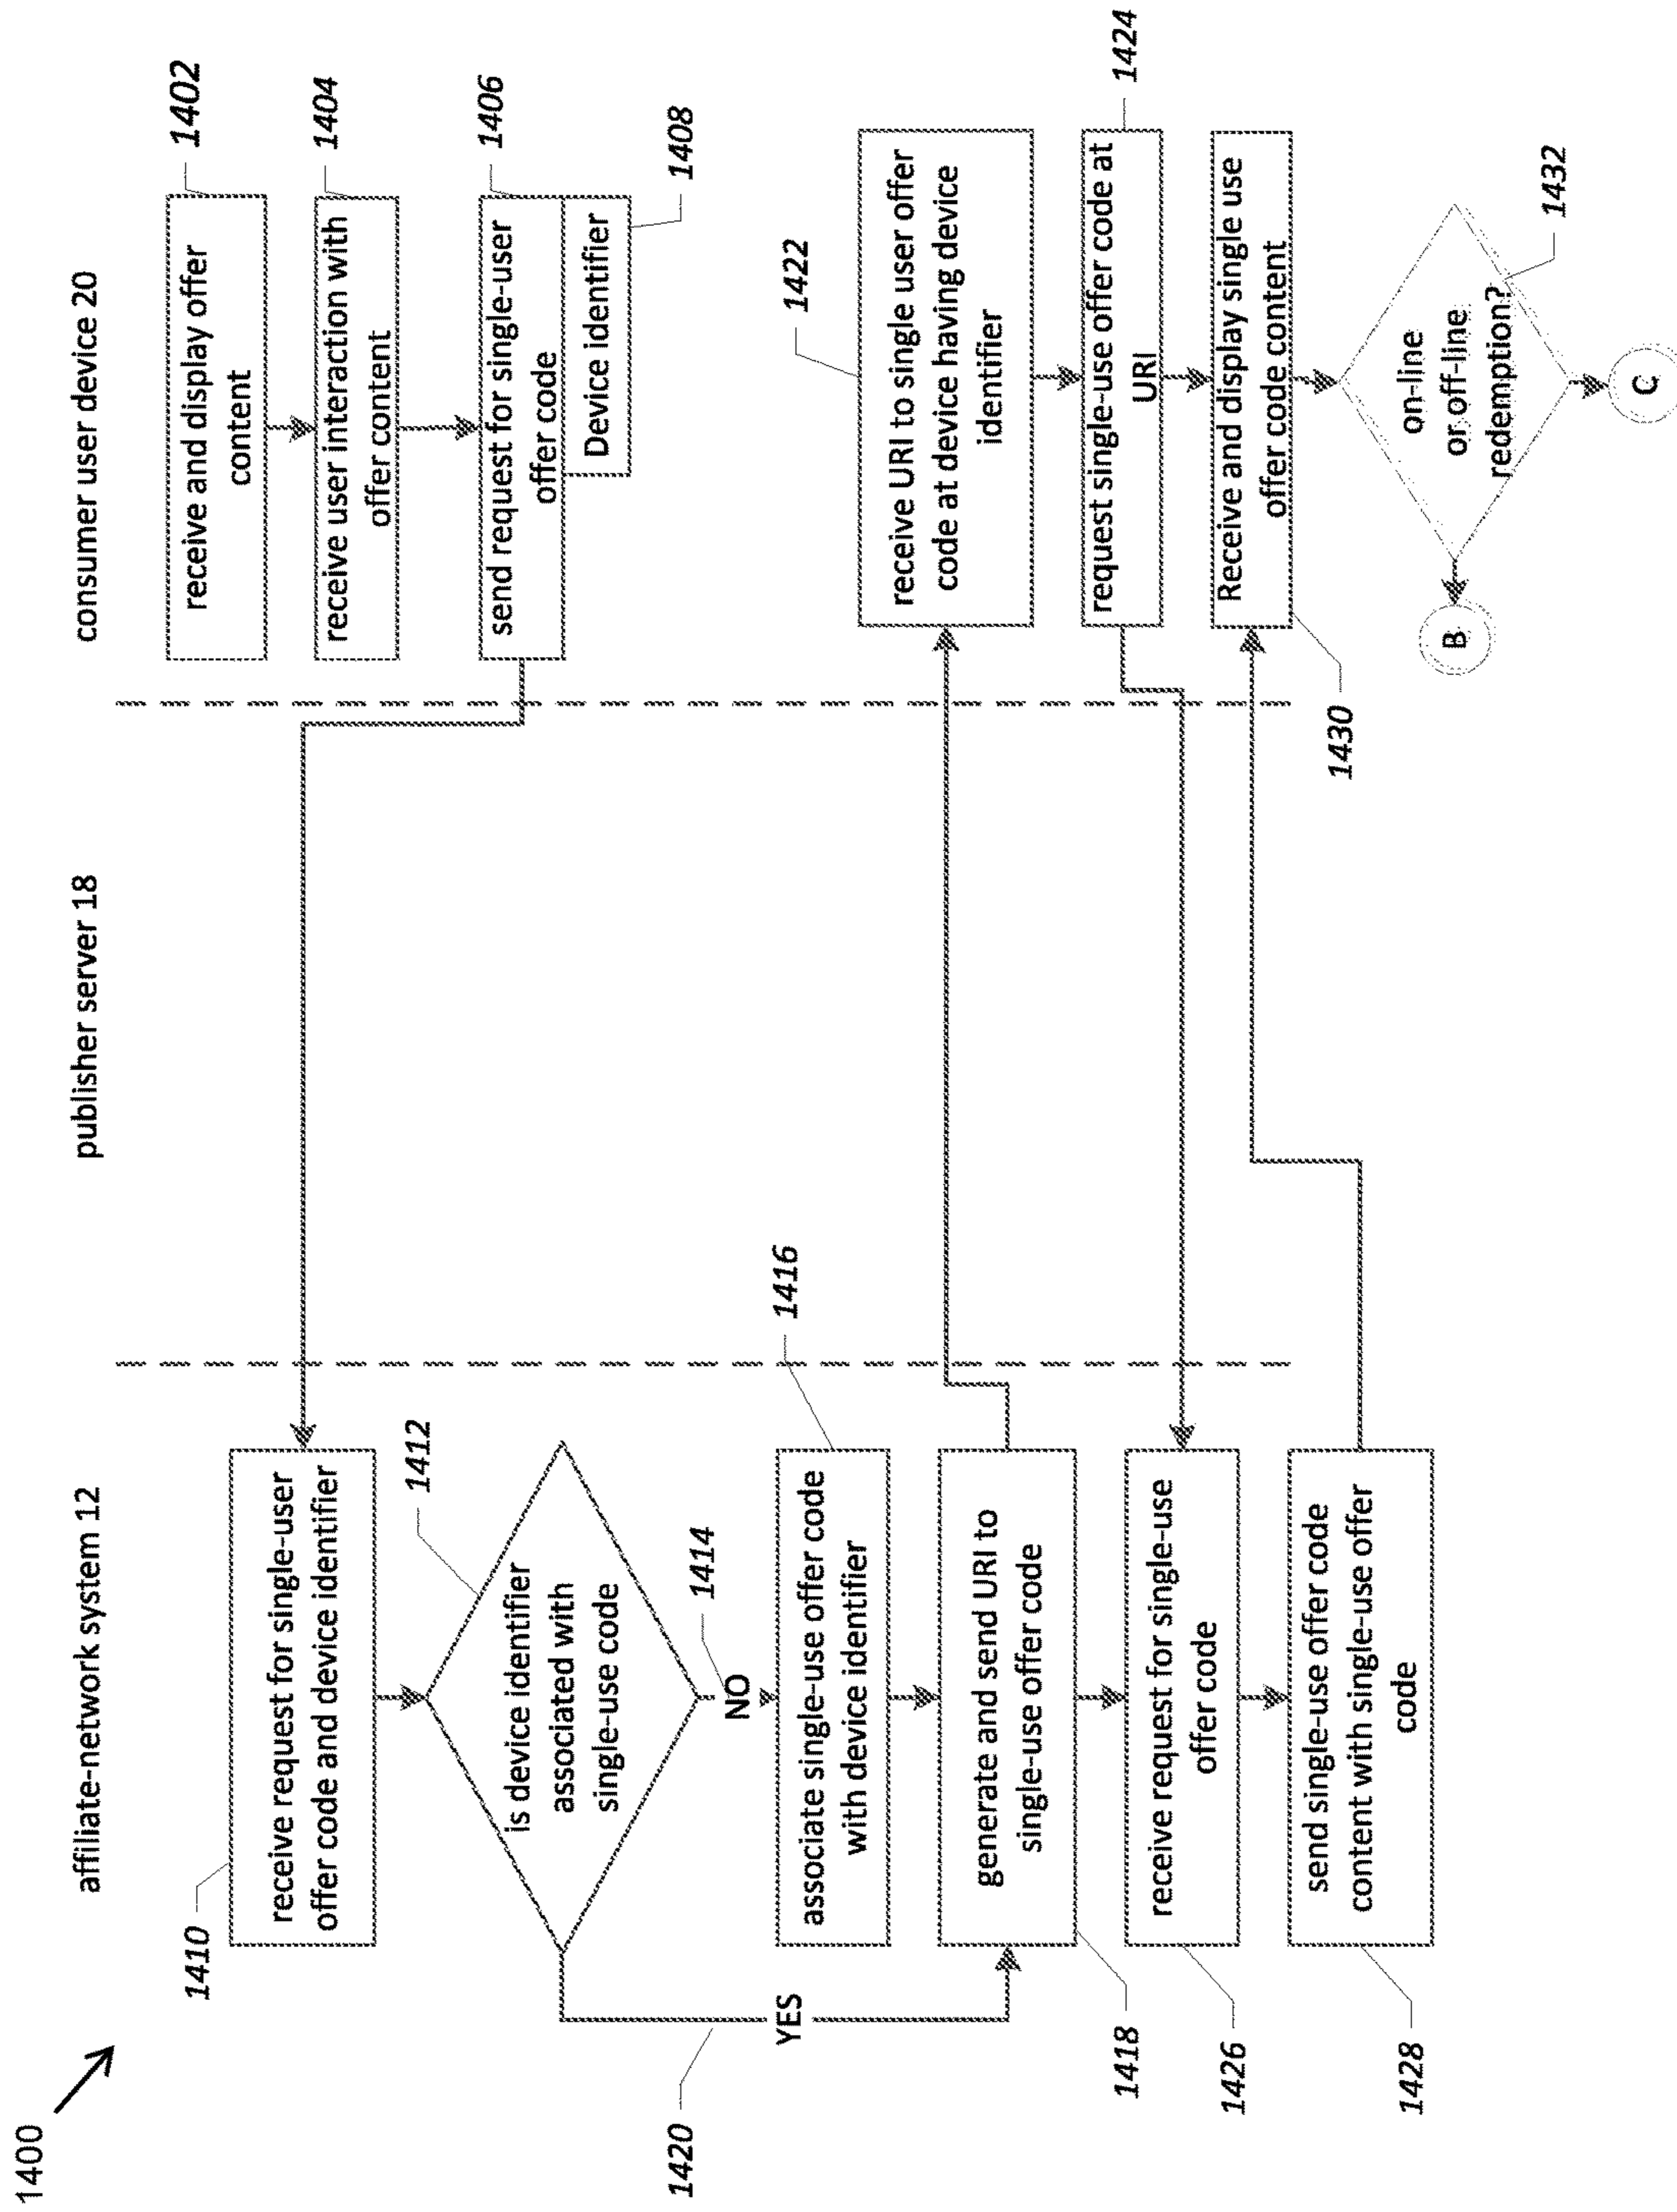 1400
affiliate-network system 12
publisher server 18
consumer user device 20
receive and display offer
content
1402
receive user interaction with
offer content
1404
send request for single-user
offer code
1406
Device identifier
1408
1410
receive request for single-user
offer code and device identifier
is device identifier
associated with
single-use code
1412
NO
1414
YES
1420
associate single-use offer code
with device identifier
1416
generate and send URI to
single-use offer code
1418
receive URI to single user offer
code at device having device
identifier
1422
request single-use offer code at
URI
1424
receive request for single-use
offer code
1426
send single-use offer code
content with single-use offer
code
1428
Receive and display single use
offer code content
1430
on-line
or off-line
redemption?
1432
B
C